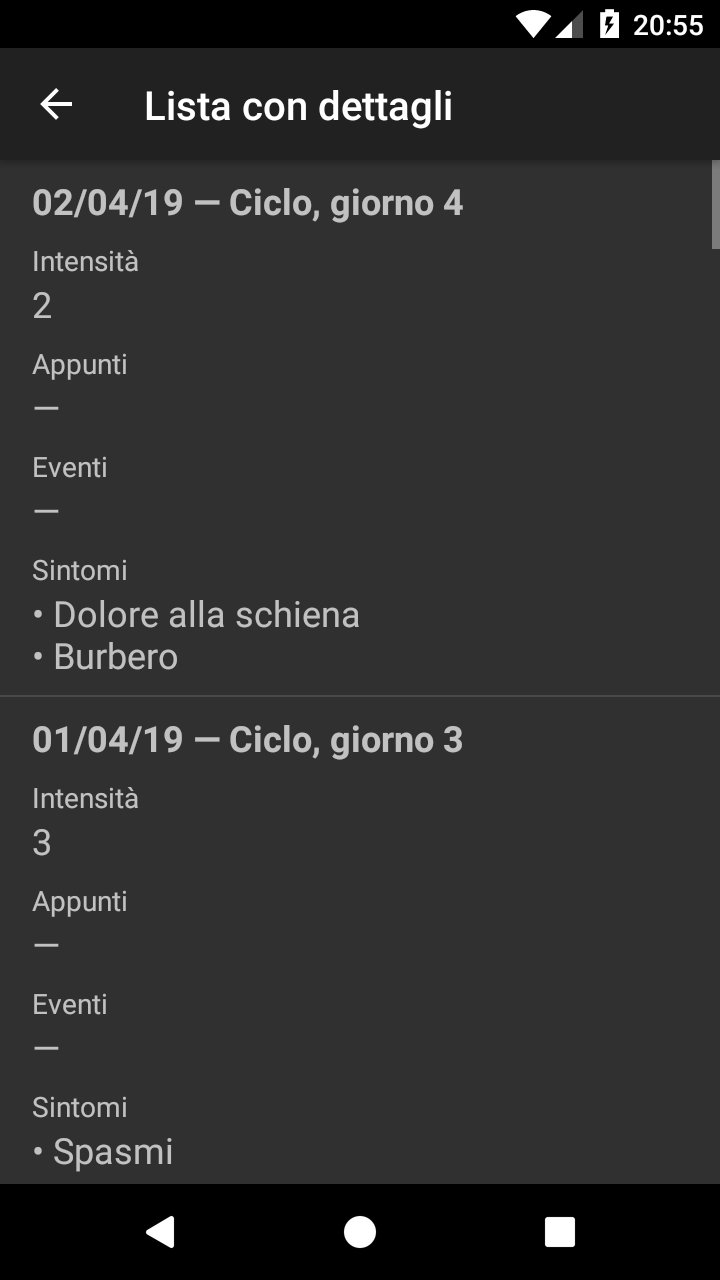 20:55
Lista con dettagli
02/04/19 — Ciclo, giorno 4
Intensità
2
Appunti
—
Eventi
—
Sintomi
• Dolore alla schiena
• Burbero
01/04/19 — Ciclo, giorno 3
Intensità
3
Appunti
—
Eventi
—
Sintomi
• Spasmi